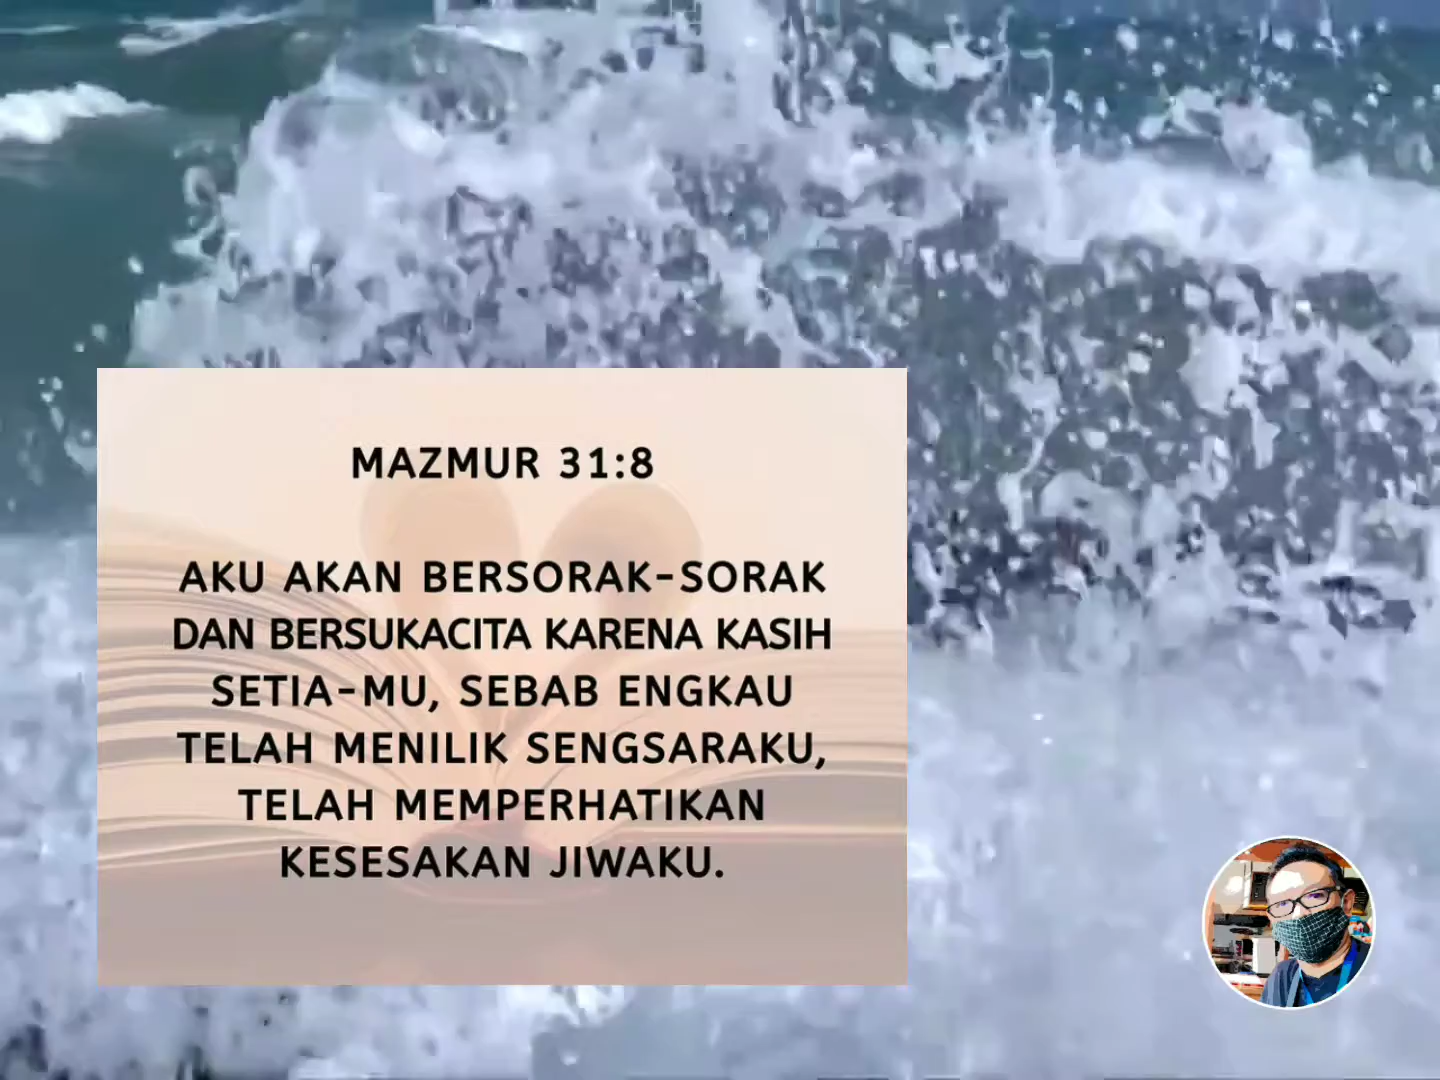 MAZMUR 31:8
AKU AKAN BERSORAK-SORAK
DAN BERSUKACITA KARENA KASIH
SETIA-MU, SEBAB ENGKAU
TELAH MENILIK SENGSARAKU,
TELAH MEMPERHATIKAN
KESESAKAN JIWAKU.